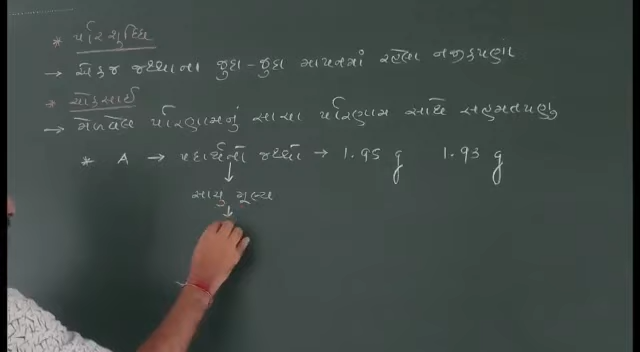 * પરિશુદ્ધિ
→ એકજ જથ્થાના જુદા-જુદા માપનમાં રહેલા નજીકપણાં
* ચોક્સાઈ
→ મેળવેલ પરિણામનું સાચા પરિણામ સાથે સહમતપણું
* A → પદાર્થનો જથ્થો → 1.95 g 1.93 g
↓
સાચુ મૂલ્ય
↓